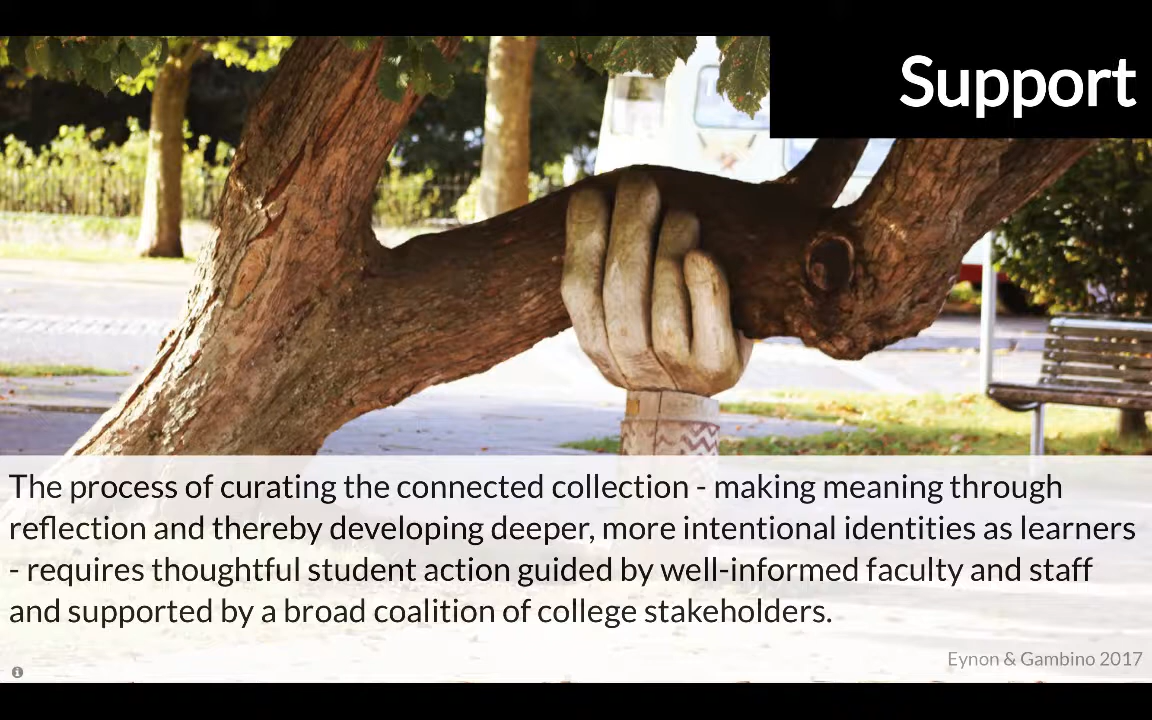 Support
The process of curating the connected collection - making meaning through
reflection and thereby developing deeper, more intentional identities as learners
- requires thoughtful student action guided by well-informed faculty and staff
and supported by a broad coalition of college stakeholders.
Eynon & Gambino 2017